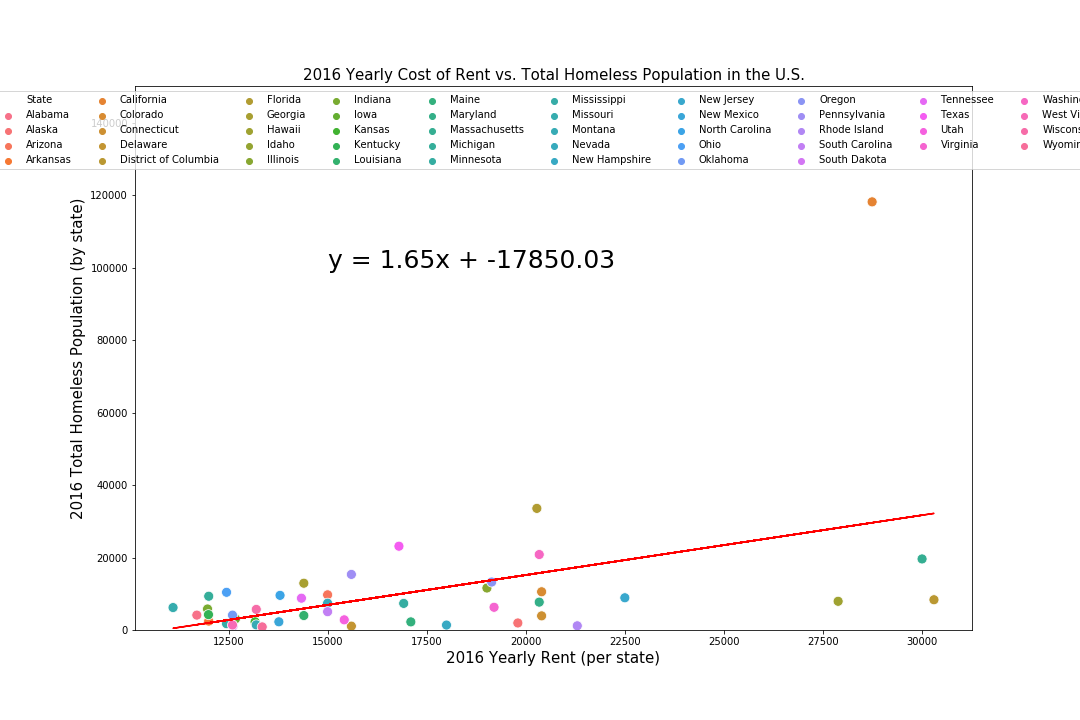 2016 Yearly Cost of Rent vs. Total Homeless Population in the U.S.
State California Florida Indiana Maine Mississippi New Jersey Oregon Tennessee
Alabama Colorado Georgia Iowa Maryland Missouri New Mexico Pennsylvania Texas West Vi
Alaska Connecticut Hawaii Kansas Massachusetts Montana North Carolina Rhode Island Utah
Arizona Delaware Idaho Kentucky Michigan Nevada Ohio South Carolina Virginia
Arkansas District of Columbia Illinois Louisiana Minnesota New Hampshire Oklahoma South Dakota
140000
120000
y = 1.65x + -17850.03
100000
80000
60000
40000
20000
0
12500 15000 17500 20000 22500 25000 27500 30000
2016 Yearly Rent (per state)
2016 Total Homeless Population (by state)